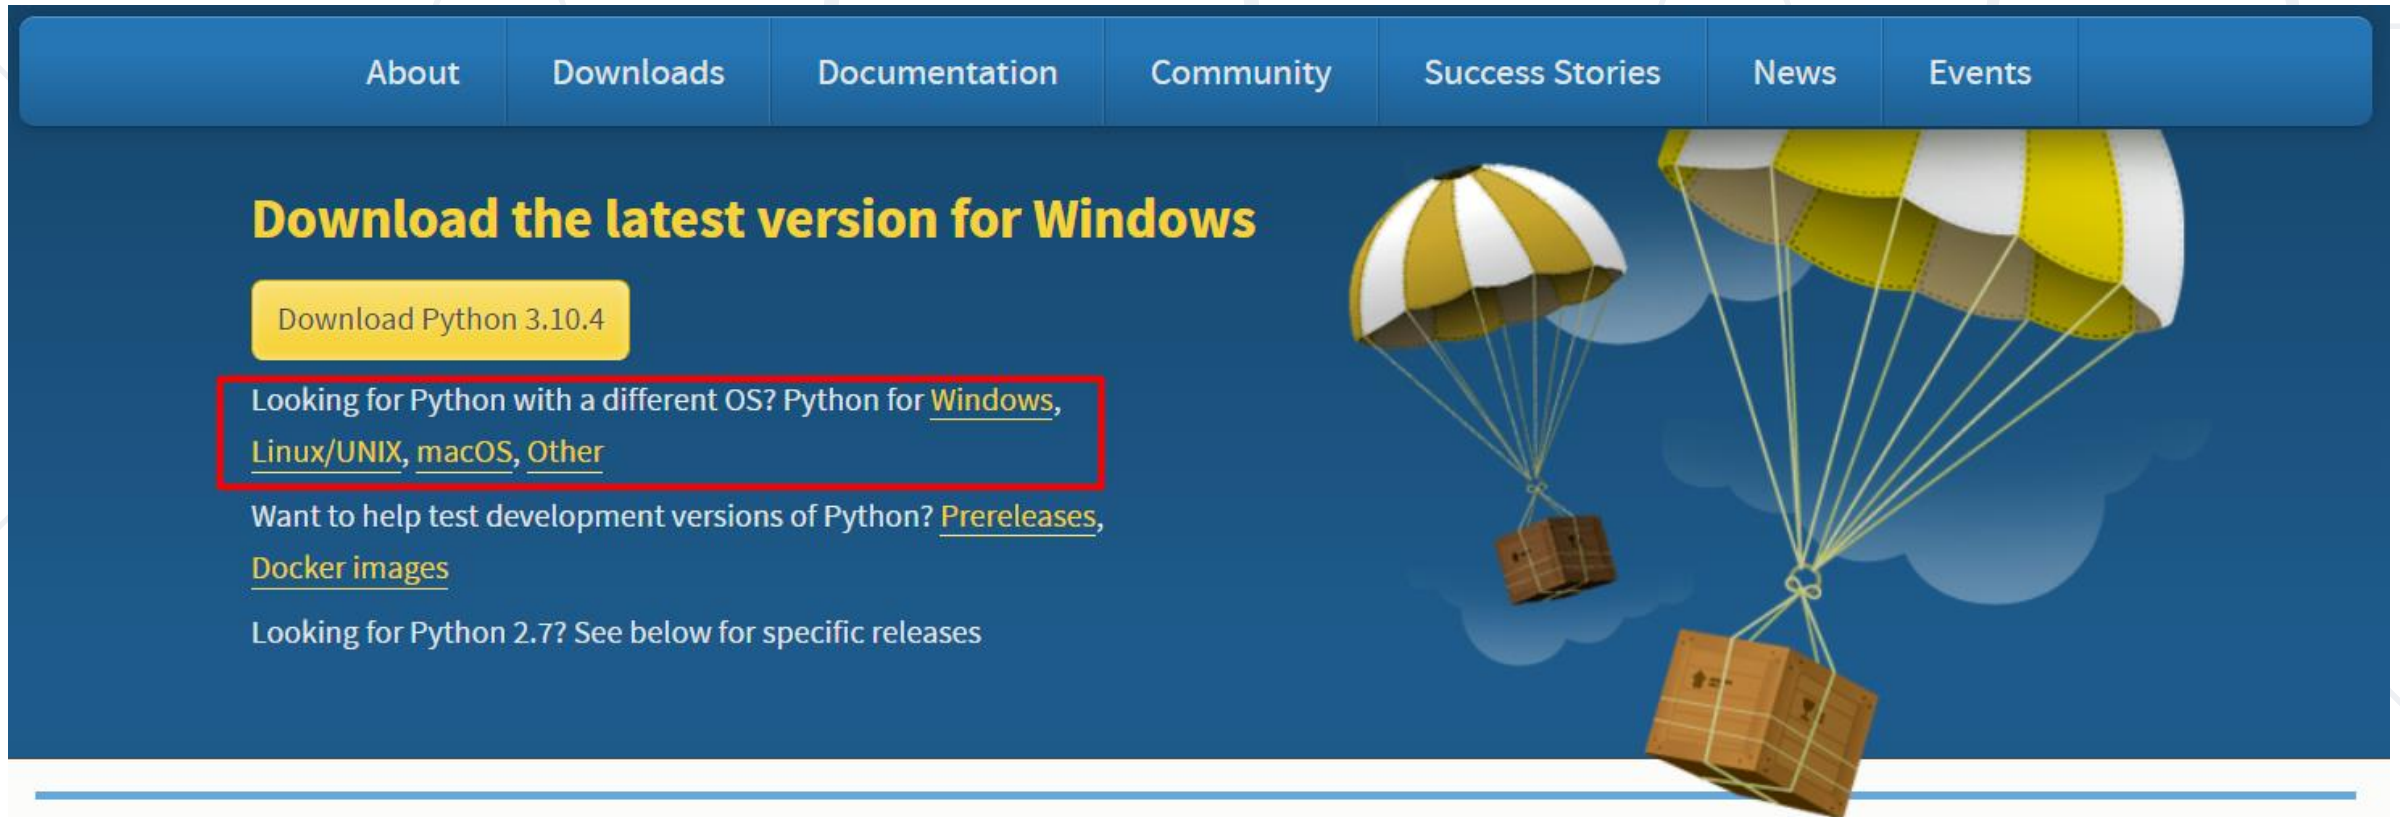 About Downloads Documentation Community Success Stories News Events
Download the latest version for Windows
Download Python 3.10.4
Looking for Python with a different OS? Python for Windows,
Linux/UNIX, macOS, Other
Want to help test development versions of Python? Prereleases,
Docker images
Looking for Python 2.7? See below for specific releases